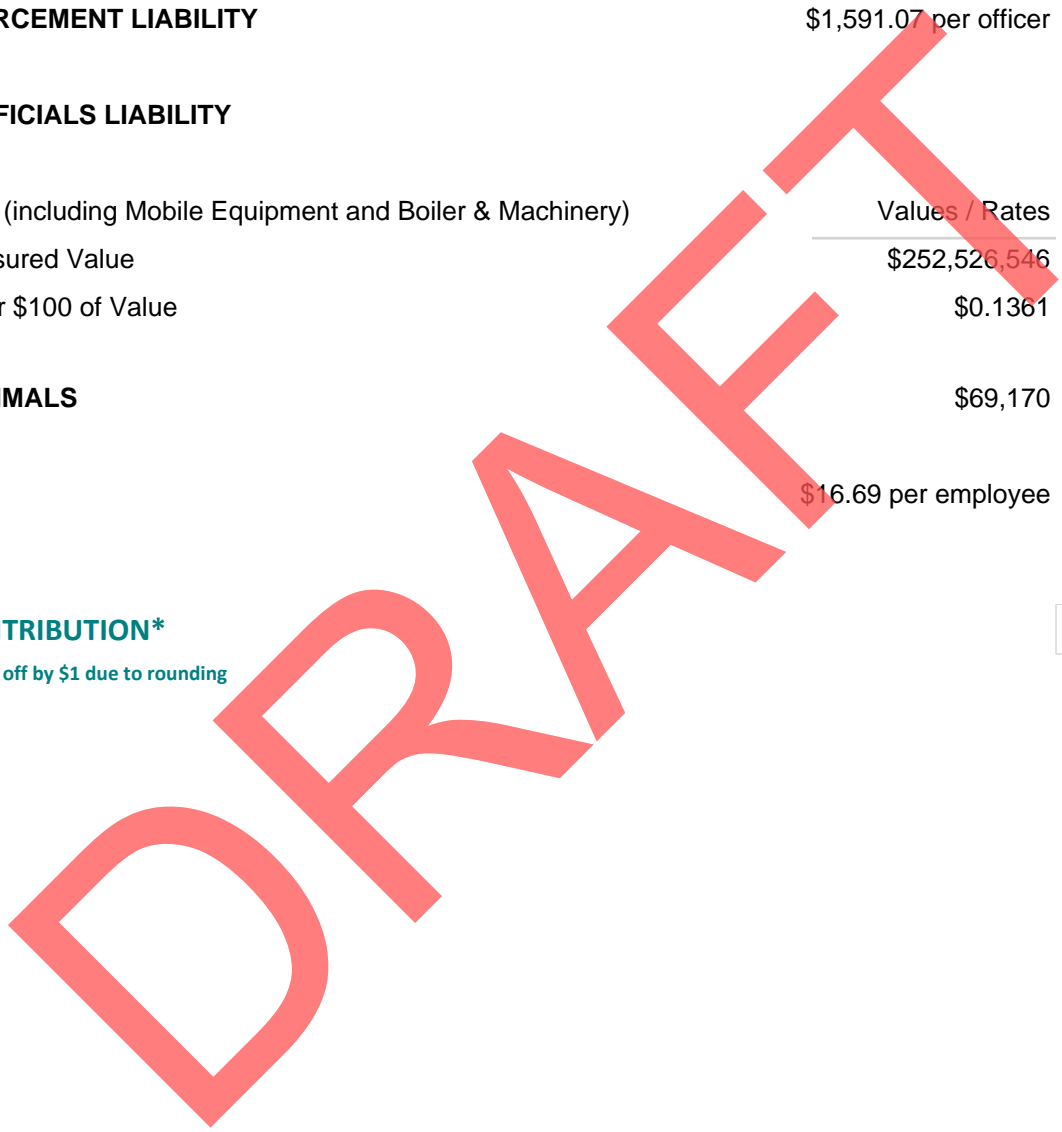 RCEMENT LIABILITY $1,591.07 per officer
FICIALS LIABILITY
(including Mobile Equipment and Boiler & Machinery) Values / Rates
sured Value $252,526,546
r $100 of Value $0.1361
IMALS $69,170
$16.69 per employee
TRIBUTION*
off by $1 due to rounding
DRAFT